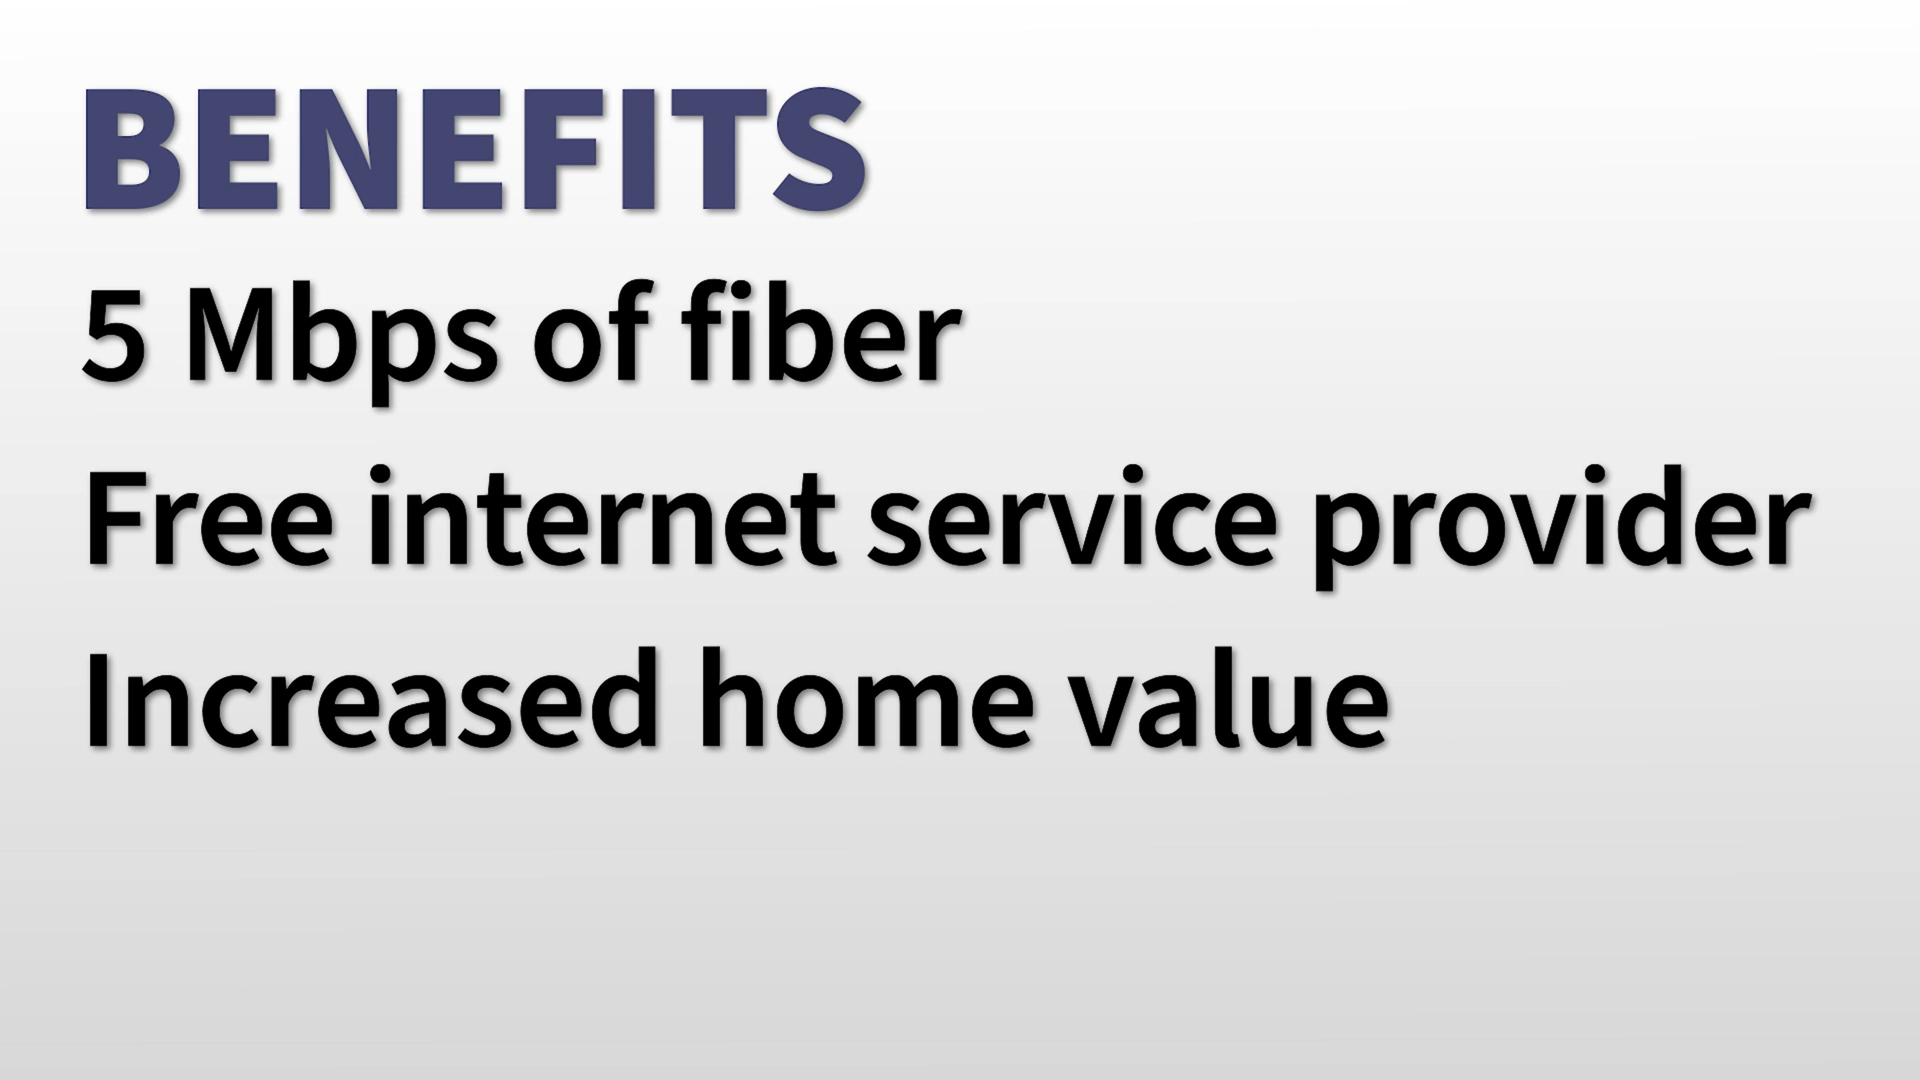 BENEFITS
5 Mbps of fiber
Free internet service provider
Increased home value